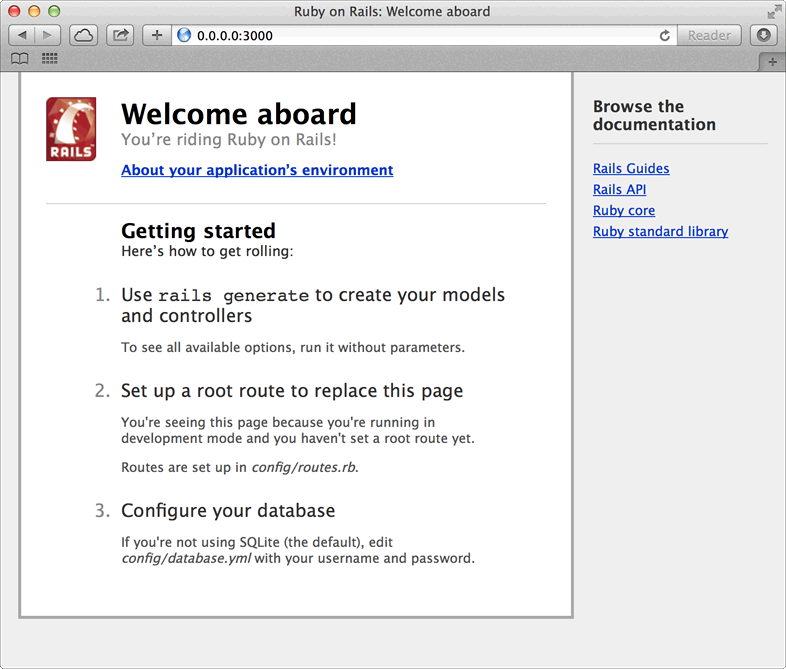 Ruby on Rails: Welcome aboard
0.0.0.0:3000
Reader
RAILS
Welcome aboard
You’re riding Ruby on Rails!
About your application’s environment
Getting started
Here’s how to get rolling:
1. Use rails generate to create your models
and controllers
To see all available options, run it without parameters.
2. Set up a root route to replace this page
You're seeing this page because you're running in
development mode and you haven't set a root route yet.
Routes are set up in config/routes.rb.
3. Configure your database
If you're not using SQLite (the default), edit
config/database.yml with your username and password.
Browse the
documentation
Rails Guides
Rails API
Ruby core
Ruby standard library